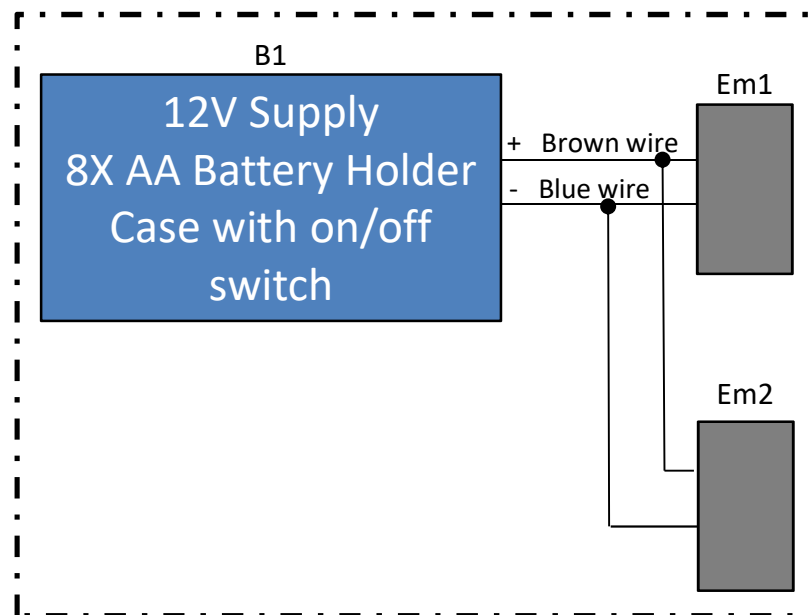 B1
12V Supply
8X AA Battery Holder
Case with on/off
switch
+ Brown wire
- Blue wire
Em1
Em2